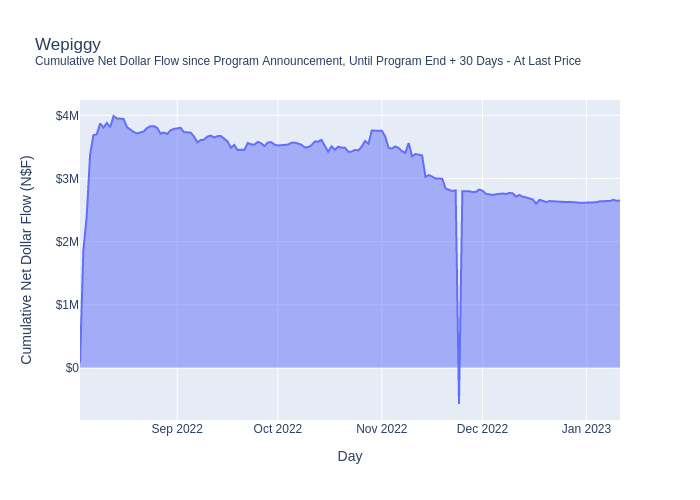 Wepiggy
Cumulative Net Dollar Flow since Program Announcement, Until Program End + 30 Days - At Last Price
Cumulative Net Dollar Flow (N$F)
$4M
$3M
$2M
$1M
$0
Sep 2022
Oct 2022
Nov 2022
Dec 2022
Jan 2023
Day